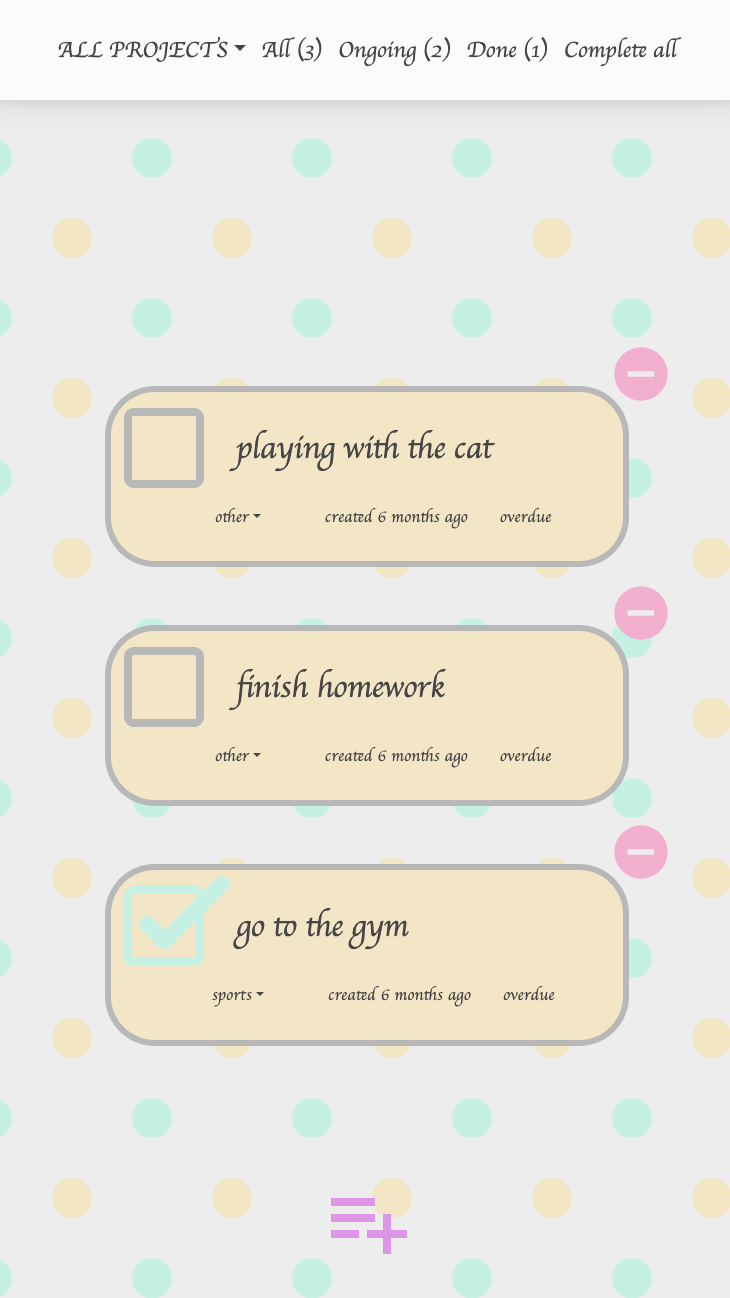 ALL PROJECTS All (3) Ongoing (2) Done (1) Complete all
playing with the cat
other created 6 months ago overdue
finish homework
other created 6 months ago overdue
go to the gym
sports created 6 months ago overdue